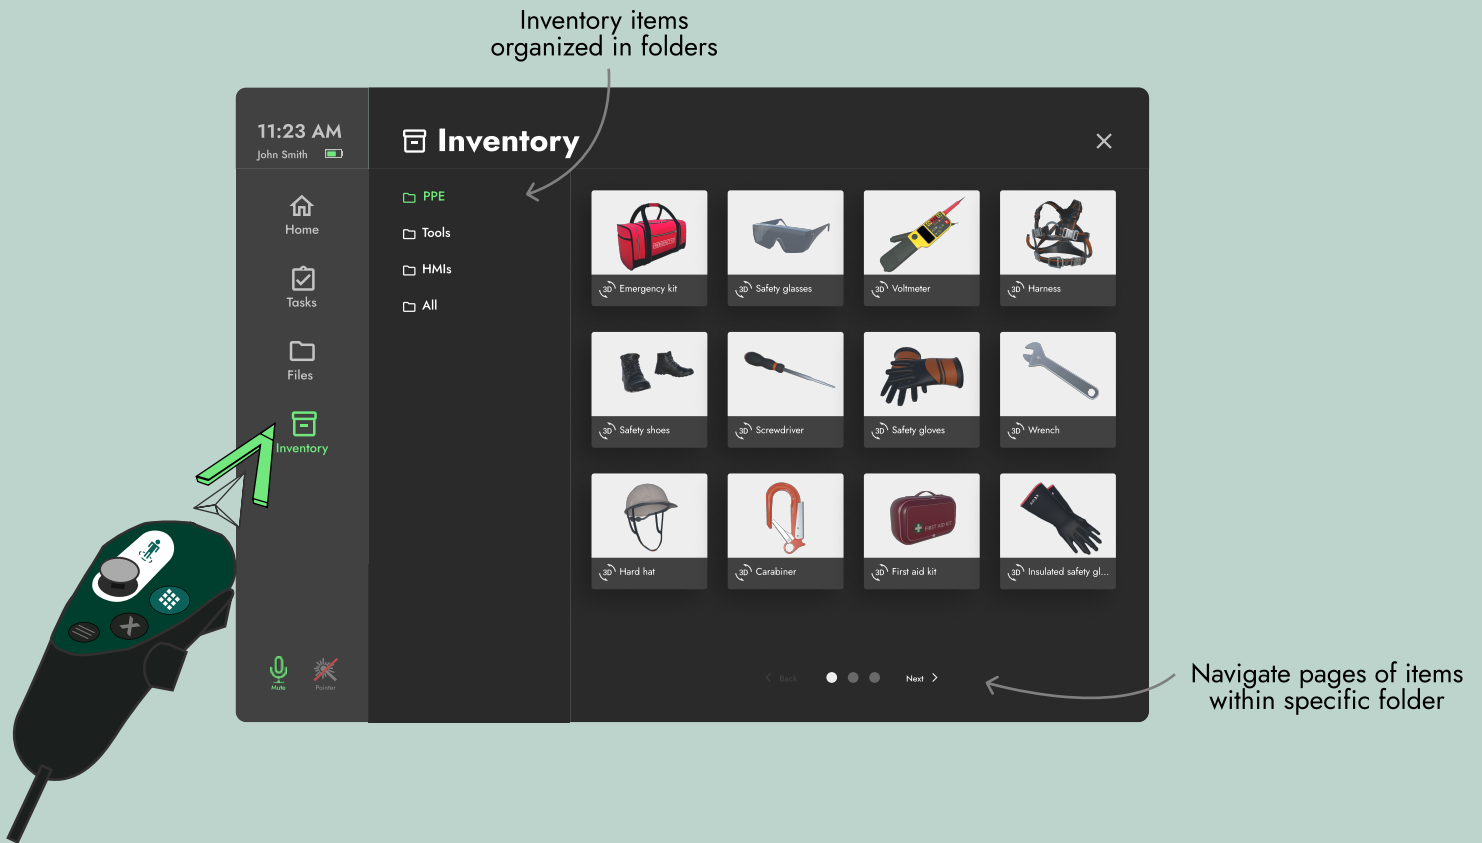 Inventory items
organized in folders
11:23 AM
John Smith
Inventory
Home
Tasks
Files
Inventory
Mute
Pointer
PPE
Tools
HMIs
All
3D Emergency kit
3D Safety glasses
3D Voltmeter
3D Harness
3D Safety shoes
3D Screwdriver
3D Safety gloves
3D Wrench
FIRST AID KIT
3D Hard hat
3D Carabiner
3D First aid kit
3D Insulated safety gl...
Back
Next
Navigate pages of items
within specific folder